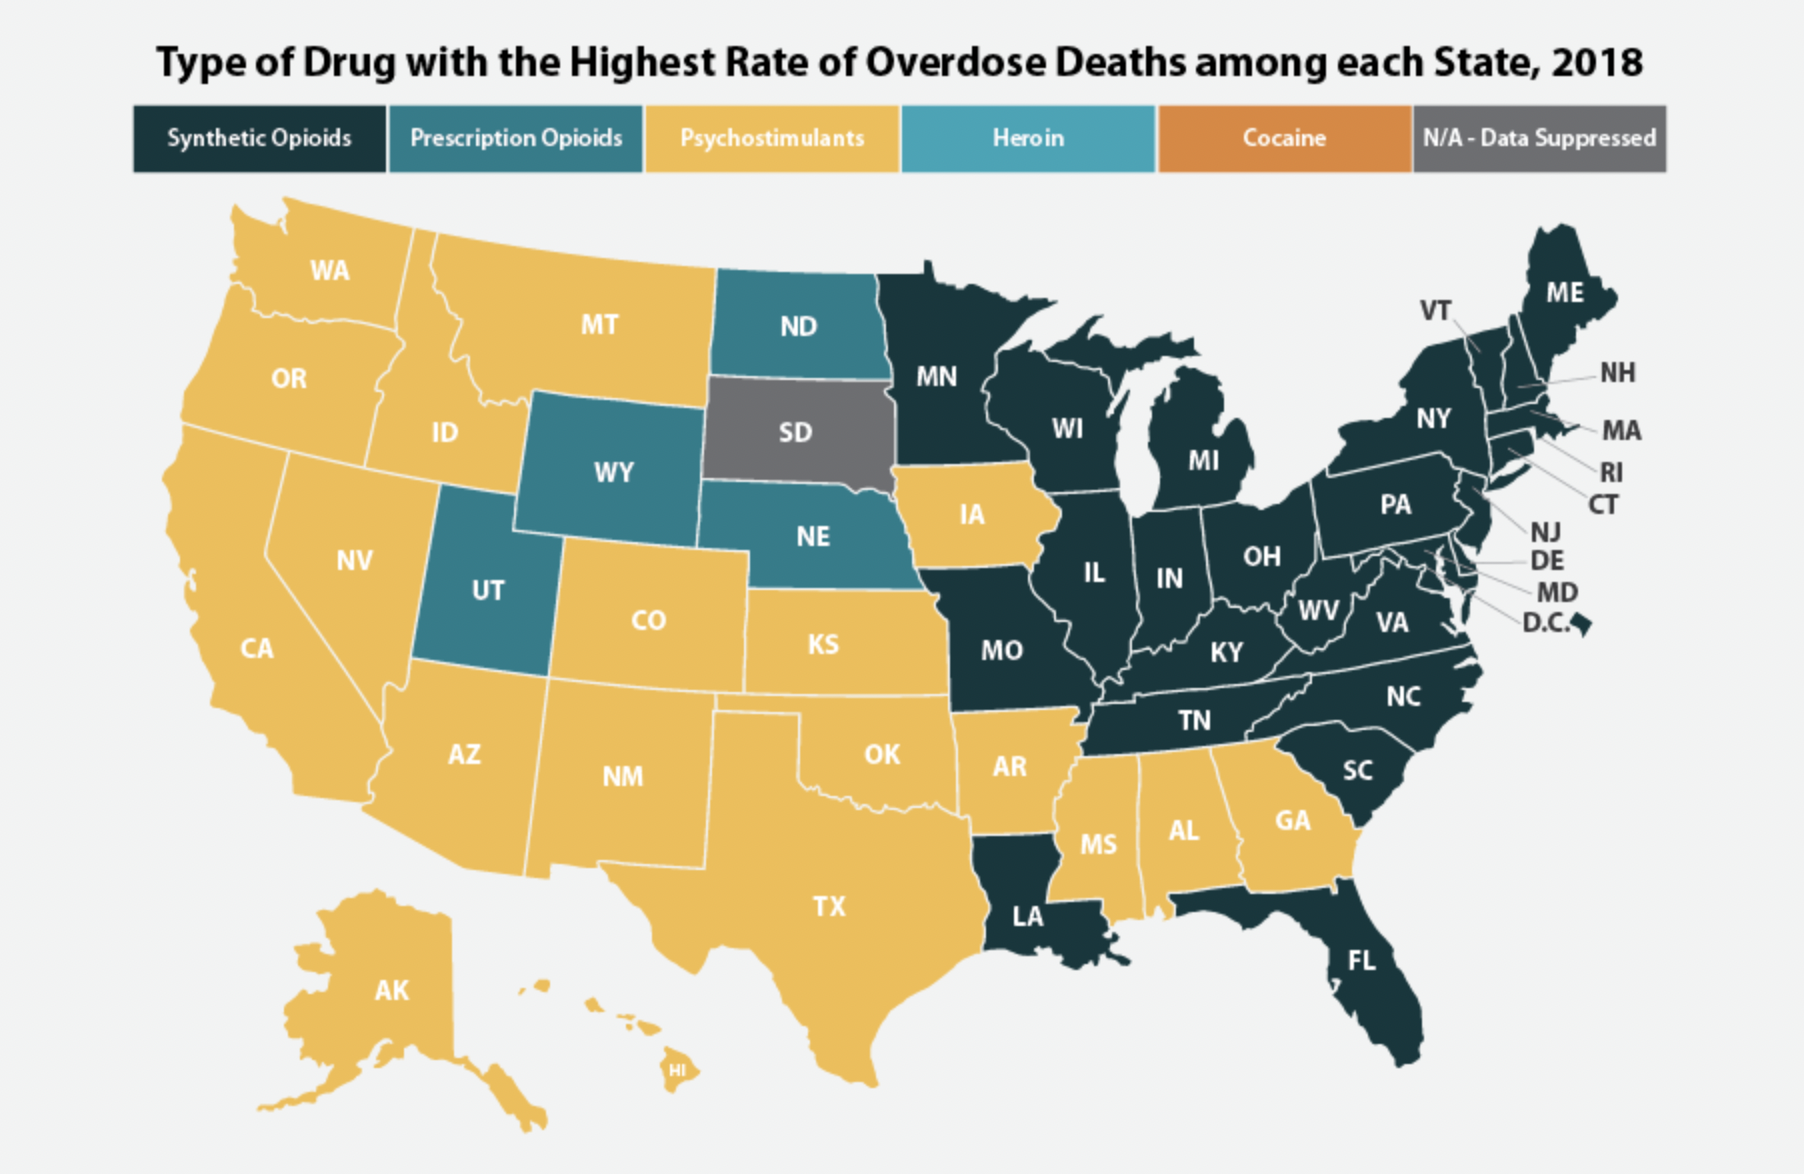 Type of Drug with the Highest Rate of Overdose Deaths among each State, 2018
Synthetic Opioids
Prescription Opioids
Psychostimulants
Heroin
Cocaine
N/A - Data Suppressed
WA
MT
ND
MN
ME
VT
OR
ID
SD
WI
MI
NY
NH
MA
RI
CT
WY
NE
IA
PA
NJ
DE
MD
D.C.
NV
UT
CO
KS
MO
IL
IN
OH
WV
VA
KY
CA
NC
TN
AZ
NM
OK
AR
SC
MS
AL
GA
TX
LA
FL
AK
HI